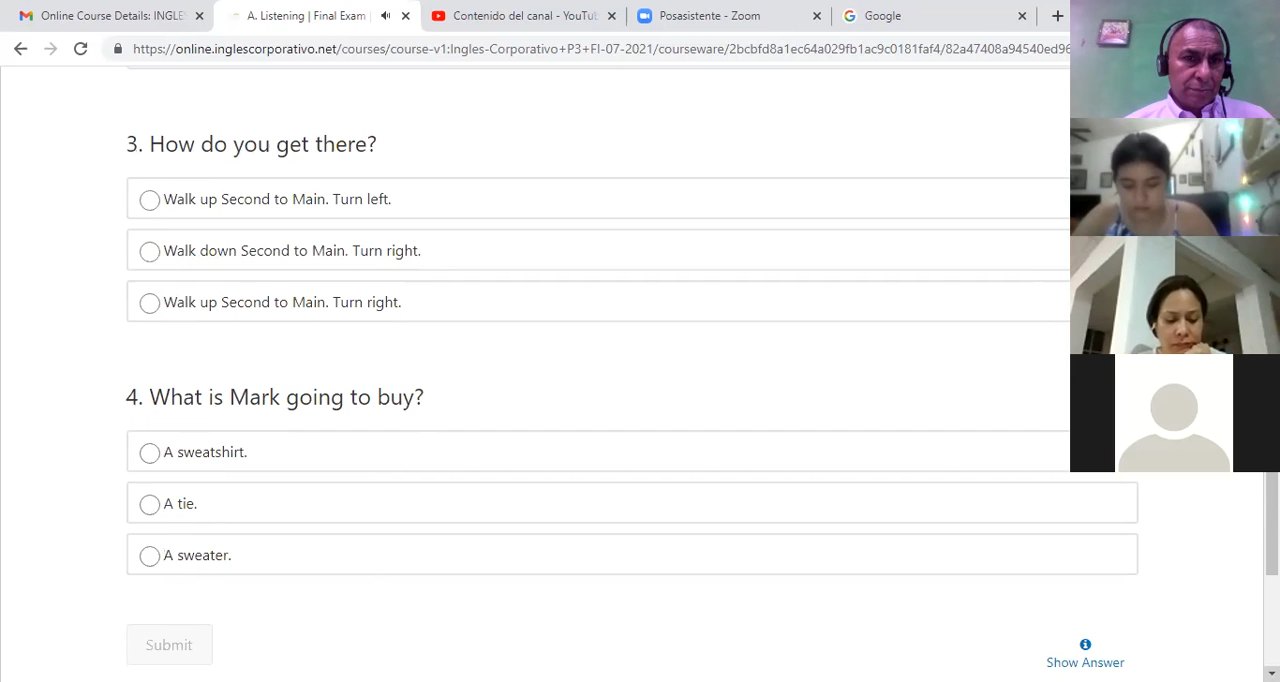 Online Course Details: INGLE
A. Listening | Final Exam
Contenido del canal - YouTub
Posasistente - Zoom
Google
https://online.inglescorporativo.net/courses/course-v1:Ingles-Corporativo+P3+FI-07-2021/courseware/2bcbfd8a1ec64a029fb1ac9c0181faf4/82a47408a94540ed96
3. How do you get there?
Walk up Second to Main. Turn left.
Walk down Second to Main. Turn right.
Walk up Second to Main. Turn right.
4. What is Mark going to buy?
A sweatshirt.
A tie.
A sweater.
Submit
Show Answer